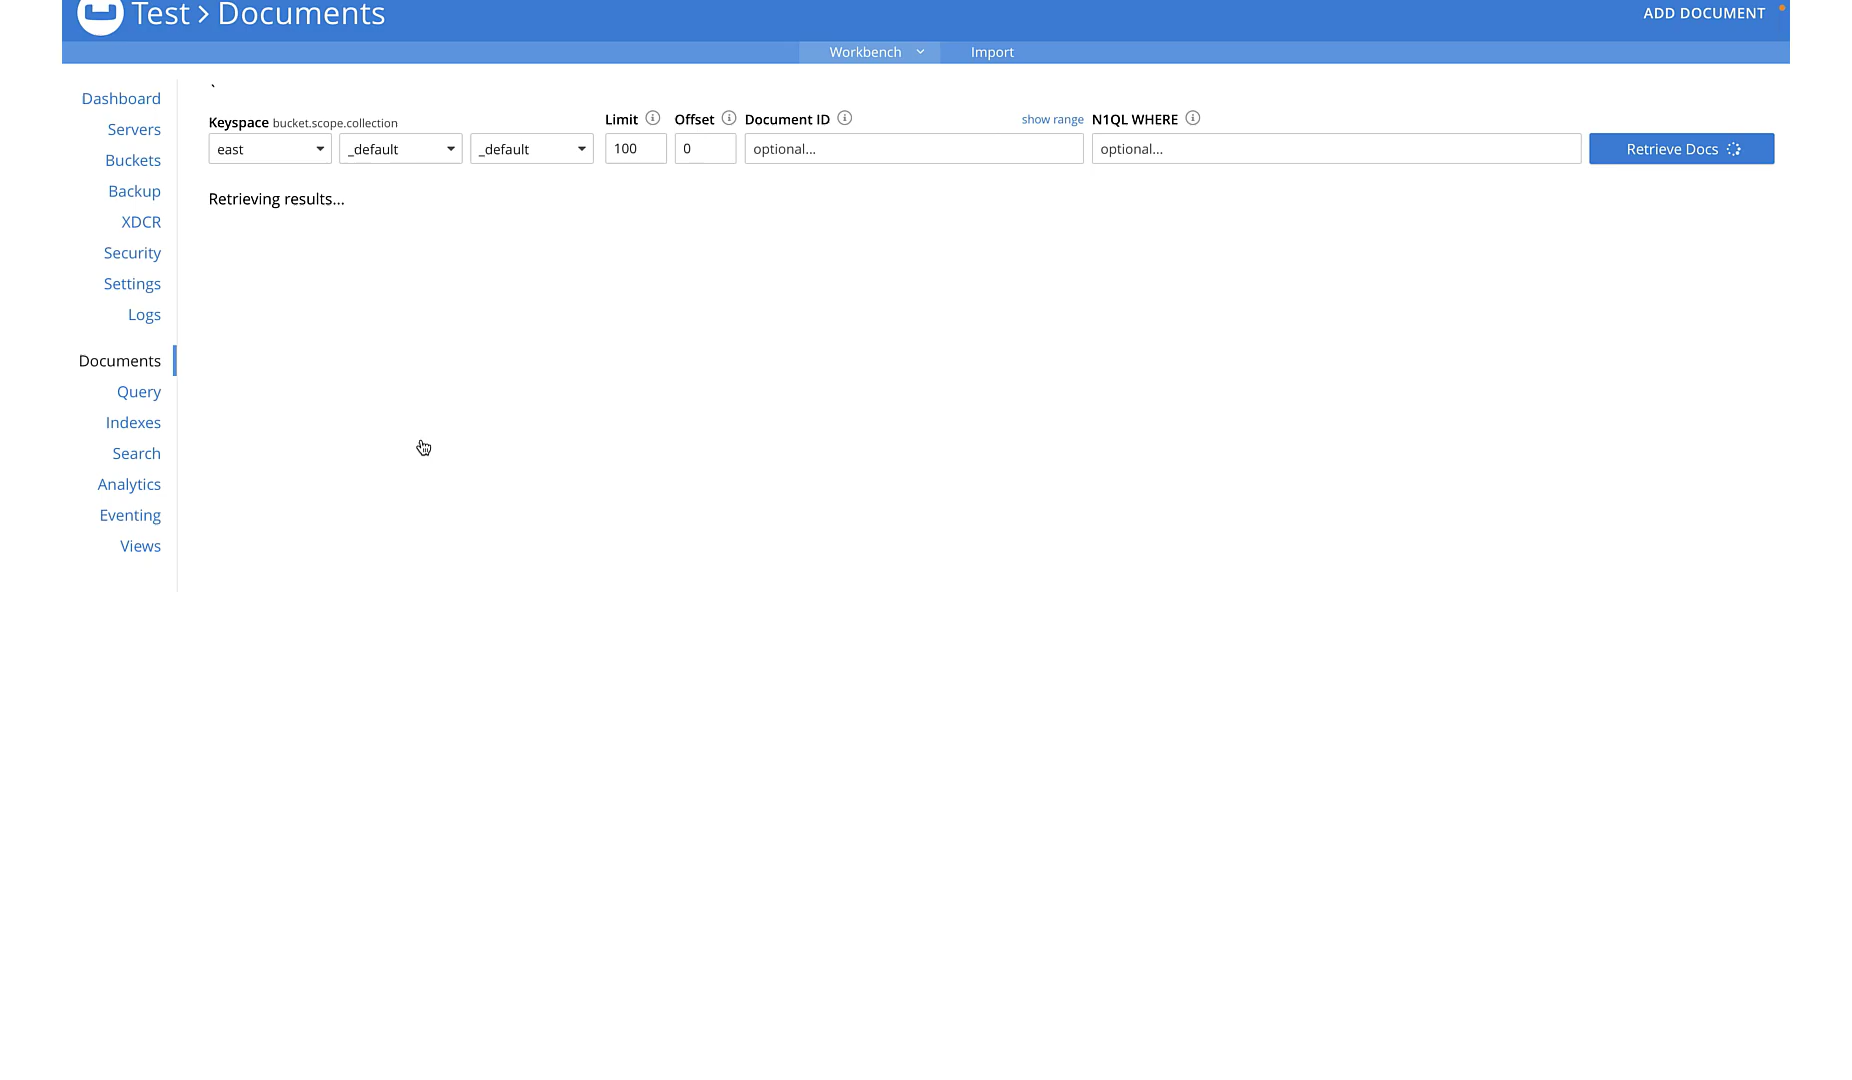 Test > Documents
ADD DOCUMENT
Workbench
Import
Dashboard
Servers
Buckets
Backup
XDCR
Security
Settings
Logs
Documents
Query
Indexes
Search
Analytics
Eventing
Views
`
Keyspace bucket.scope.collection
Limit
Offset
Document ID
show range
N1QL WHERE
east
_default
_default
100
0
optional...
optional...
Retrieve Docs
Retrieving results...